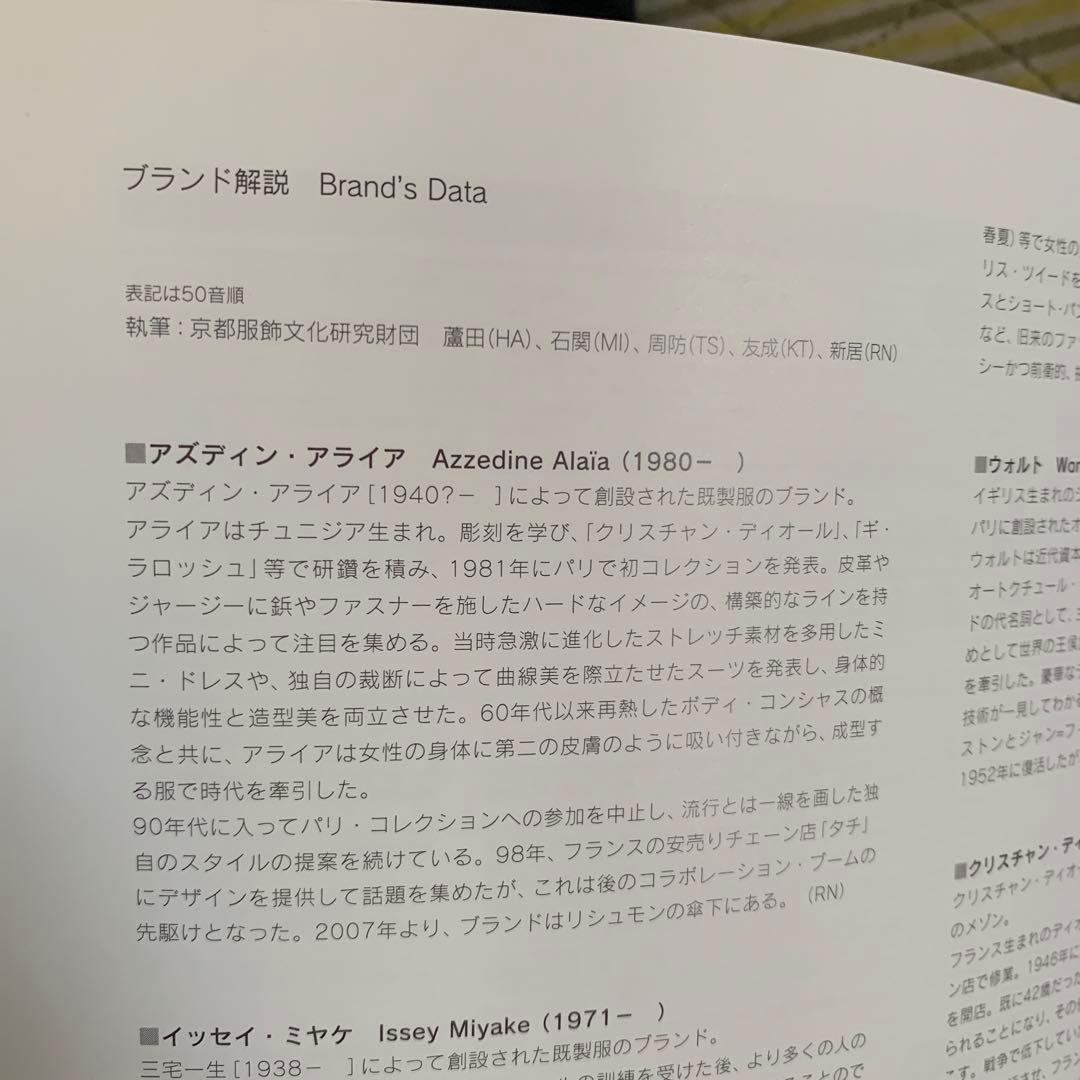 ブランド解説　Brand's Data
表記は50音順
執筆：京都服飾文化研究財団　蘆田(HA)、石関(MI)、周防(TS)、友成(KT)、新居(RN)
■アズディン・アライア　Azzedine Alaïa（1980－　）
アズディン・アライア［1940?－　］によって創設された既製服のブランド。
アライアはチュニジア生まれ。彫刻を学び、「クリスチャン・ディオール」、「ギ・
ラロッシュ」等で研鑽を積み、1981年にパリで初コレクションを発表。皮革や
ジャージーに鋲やファスナーを施したハードなイメージの、構築的なラインを持
つ作品によって注目を集める。当時急激に進化したストレッチ素材を多用したミ
ニ・ドレスや、独自の裁断によって曲線美を際立たせたスーツを発表し、身体的
な機能性と造型美を両立させた。60年代以来再熱したボディ・コンシャスの概
念と共に、アライアは女性の身体に第二の皮膚のように吸い付きながら、成型す
る服で時代を牽引した。
90年代に入ってパリ・コレクションへの参加を中止し、流行とは一線を画した独
自のスタイルの提案を続けている。98年、フランスの安売りチェーン店「タチ」
にデザインを提供して話題を集めたが、これは後のコラボレーション・ブームの
先駆けとなった。2007年より、ブランドはリシュモンの傘下にある。（RN）
■イッセイ・ミヤケ　Issey Miyake（1971－　）
三宅一生［1938－　］によって創設された既製服のブランド。
の訓練を受けた後、より多くの人の
春夏）等で女性の
リス・ツイードを
スとショート・パン
など、旧来のファッ
シーかつ前衛的、
■ウォルト　Wor
イギリス生まれの
パリに創設されたオ
ウォルトは近代資本
オートクチュール・
ドの代名詞として、
めとして世界の王侯
を牽引した。豪華な
技術が一見してわかる
ストンとジャン=フ
1952年に復活したが
■クリスチャン・ディ
クリスチャン・ディオー
のメゾン。
フランス生まれのディオ
ン店で修業。1946年に
を開店。既に42歳だった
られることになり、その
こす。戦争で低下してい